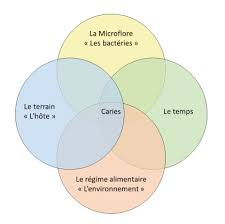 La Microflore
« Les bactéries »
Le terrain
« L'hôte »
Caries
Le temps
Le régime alimentaire
« L'environnement »